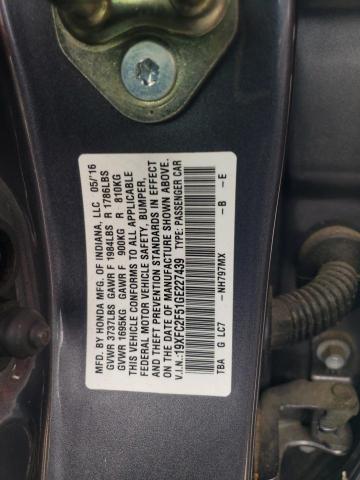 MFD. BY HONDA MFG. OF INDIANA, LLC 05/'16
GVWR 3737LBS GAWR F 1984LBS R 1786LBS
GVWR 1695KG GAWR F 900KG R 810KG
THIS VEHICLE CONFORMS TO ALL APPLICABLE
FEDERAL MOTOR VEHICLE SAFETY, BUMPER,
AND THEFT PREVENTION STANDARDS IN EFFECT
ON THE DATE OF MANUFACTURE SHOWN ABOVE.
V.I.N.:19XFC2F51GE227439 TYPE: PASSENGER CAR
TBA G LC7 –NH797MX –B –E